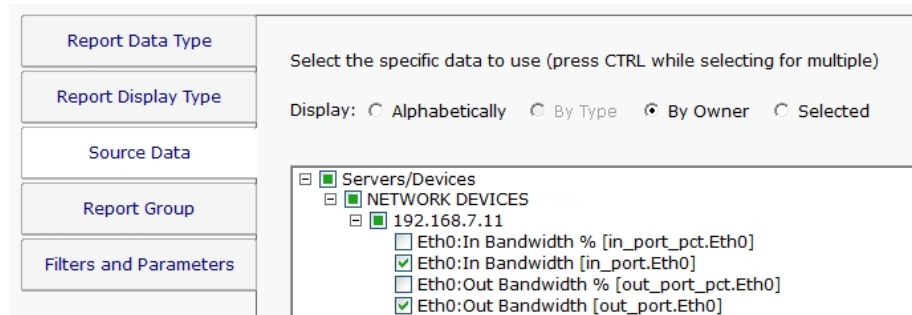 Report Data Type
Report Display Type
Source Data
Report Group
Filters and Parameters
Select the specific data to use (press CTRL while selecting for multiple)
Display: Alphabetically By Type By Owner Selected
Servers/Devices
NETWORK DEVICES
192.168.7.11
Eth0:In Bandwidth % [in_port_pct.Eth0]
Eth0:In Bandwidth [in_port.Eth0]
Eth0:Out Bandwidth % [out_port_pct.Eth0]
Eth0:Out Bandwidth [out_port.Eth0]